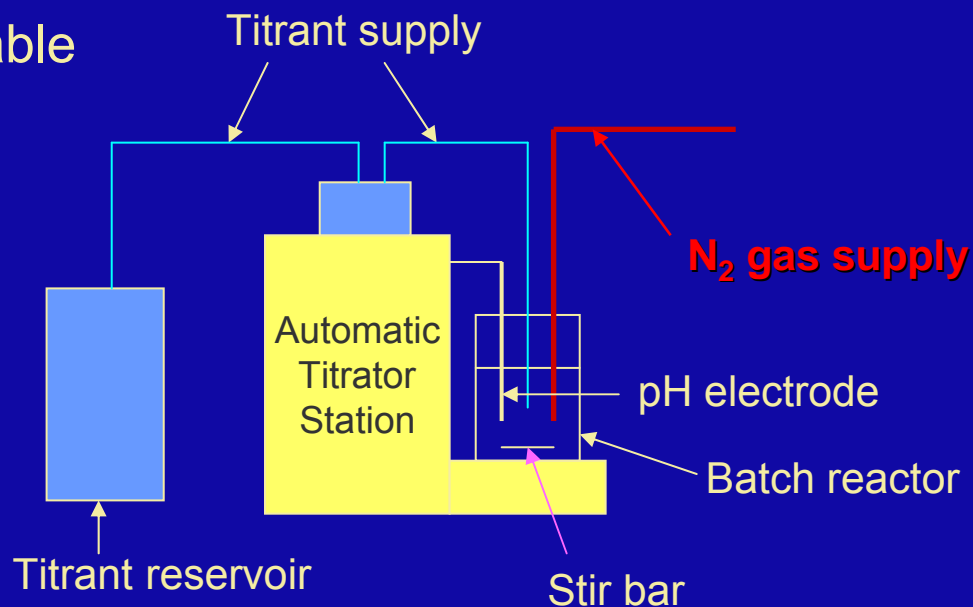 able
Titrant supply
N₂ gas supply
Automatic
Titrator
Station
pH electrode
Batch reactor
Titrant reservoir
Stir bar